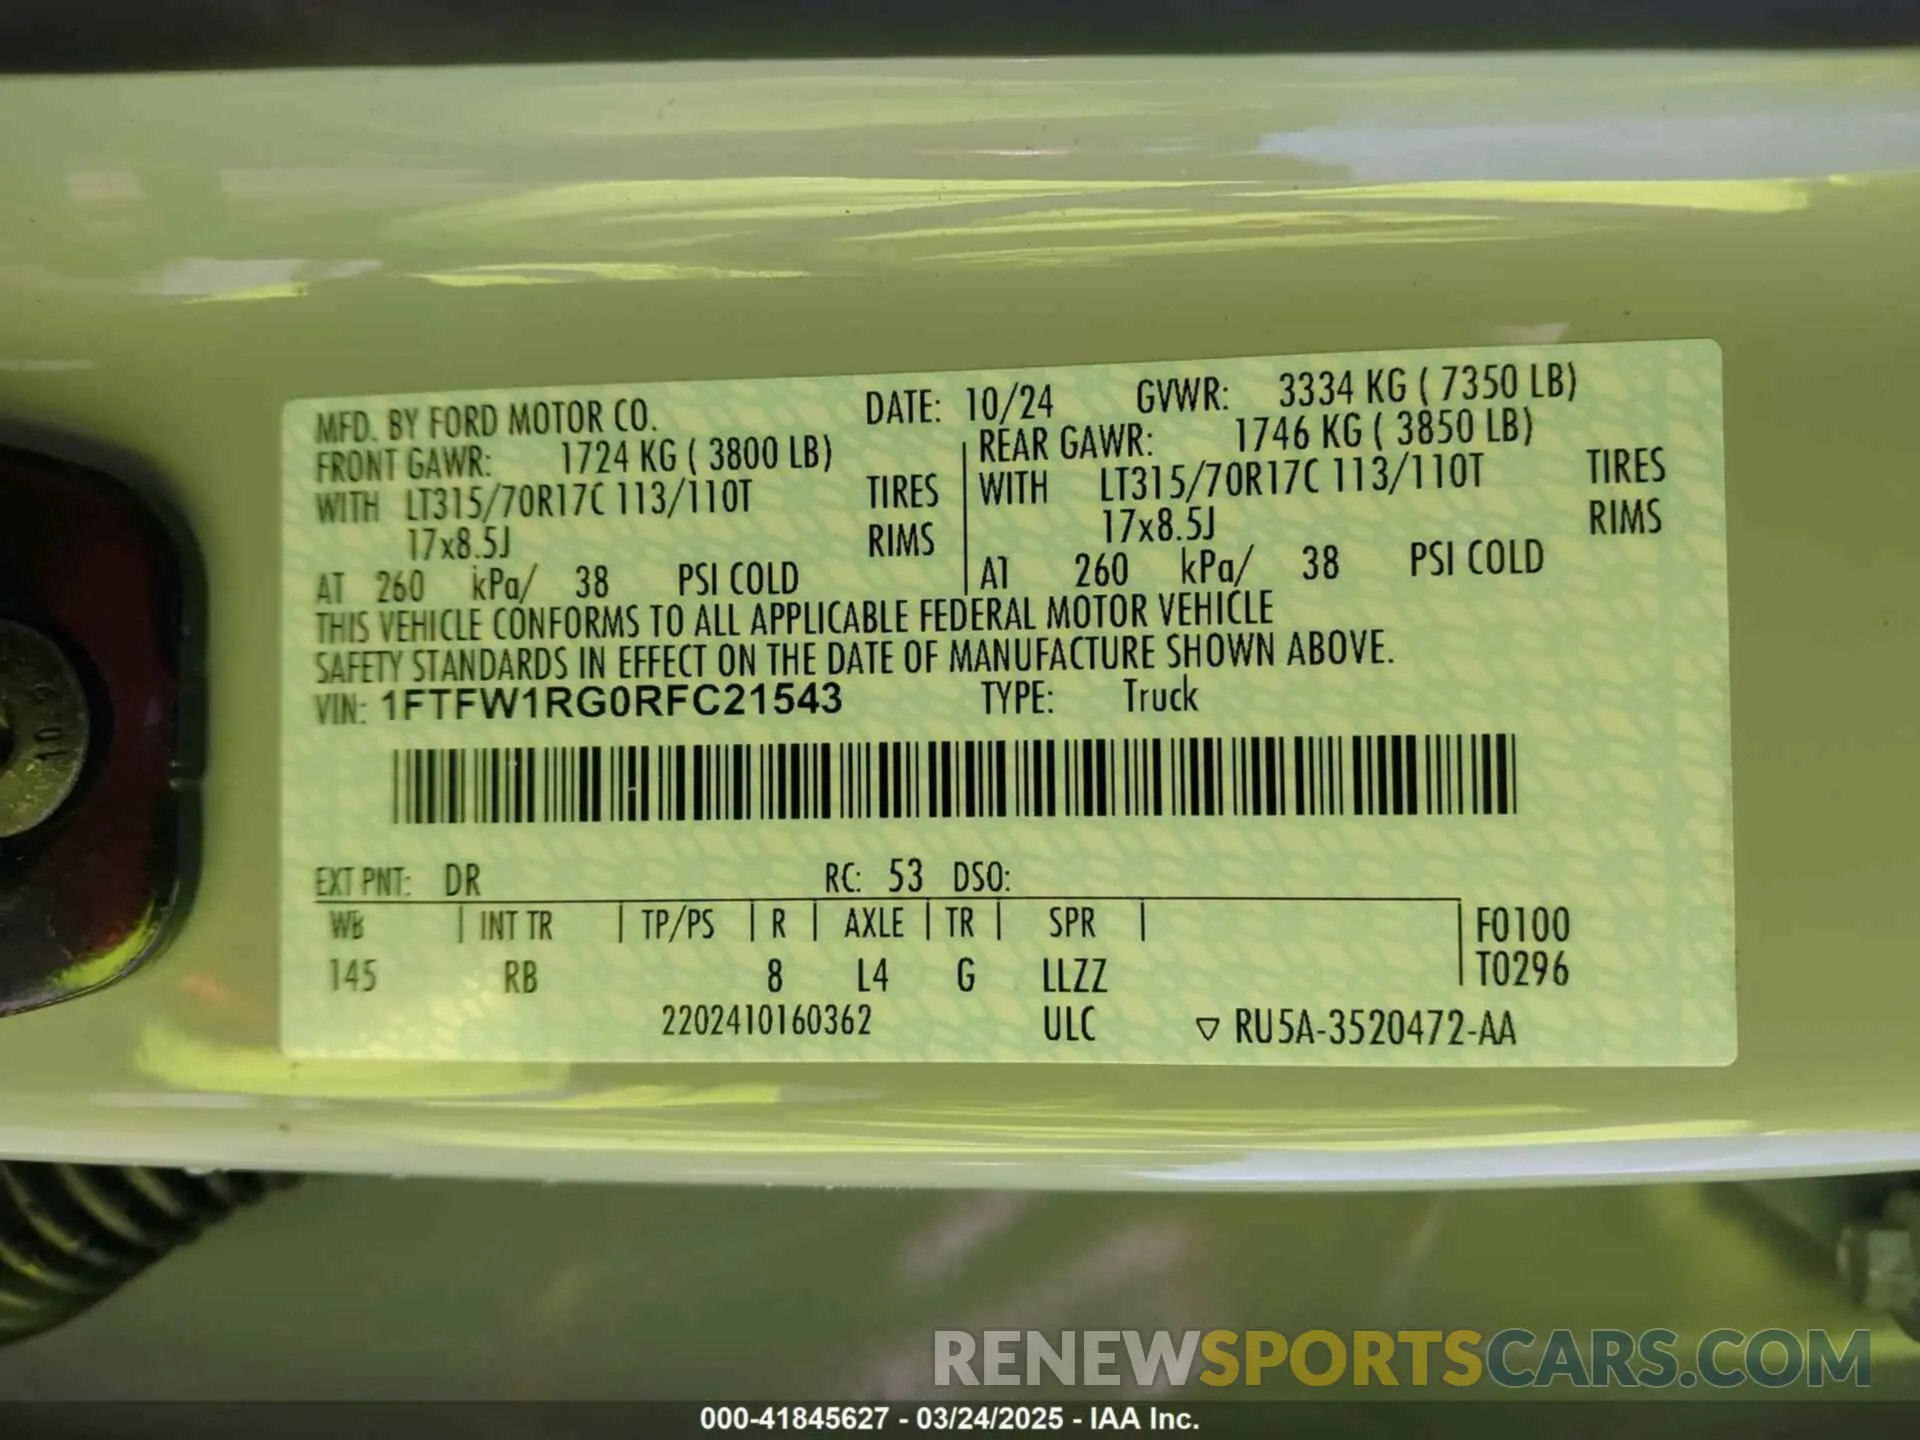 MFD. BY FORD MOTOR CO. DATE: 10/24 GVWR: 3334 KG ( 7350 LB)
FRONT GAWR: 1724 KG ( 3800 LB) REAR GAWR: 1746 KG ( 3850 LB)
WITH LT315/70R17C 113/110T TIRES WITH LT315/70R17C 113/110T TIRES
17x8.5J RIMS 17x8.5J RIMS
AT 260 kPa/ 38 PSI COLD AT 260 kPa/ 38 PSI COLD
THIS VEHICLE CONFORMS TO ALL APPLICABLE FEDERAL MOTOR VEHICLE
SAFETY STANDARDS IN EFFECT ON THE DATE OF MANUFACTURE SHOWN ABOVE.
VIN: 1FTFW1RG0RFC21543 TYPE: Truck
EXT PNT: DR RC: 53 DSO:
WB | INT TR | TP/PS | R | AXLE | TR | SPR | F0100
145 RB 8 L4 G LLZZ T0296
2202410160362 ULC ▽ RU5A-3520472-AA
RENEWSPORTSCARS.COM
000-41845627 - 03/24/2025 - IAA Inc.